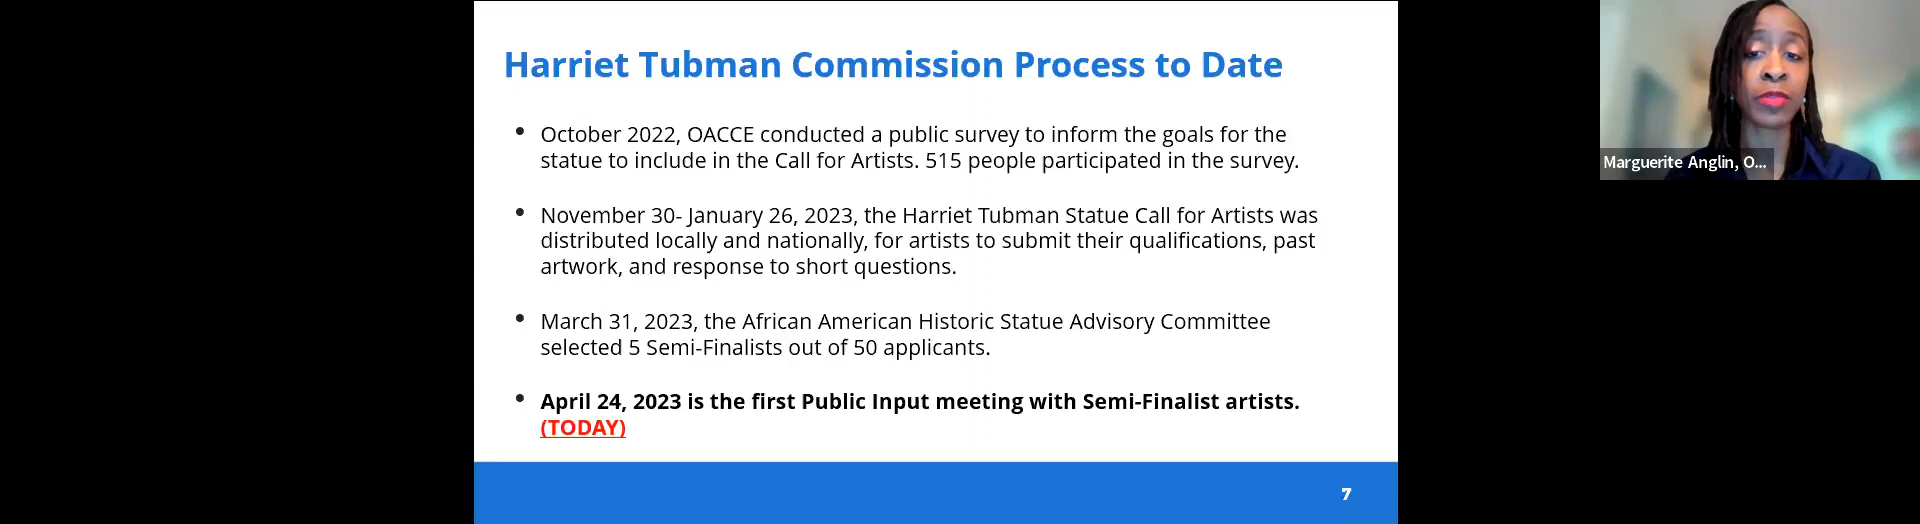 Harriet Tubman Commission Process to Date
• October 2022, OACCE conducted a public survey to inform the goals for the
statue to include in the Call for Artists. 515 people participated in the survey.
• November 30- January 26, 2023, the Harriet Tubman Statue Call for Artists was
distributed locally and nationally, for artists to submit their qualifications, past
artwork, and response to short questions.
• March 31, 2023, the African American Historic Statue Advisory Committee
selected 5 Semi-Finalists out of 50 applicants.
• April 24, 2023 is the first Public Input meeting with Semi-Finalist artists.
(TODAY)
7
Marguerite Anglin, O...